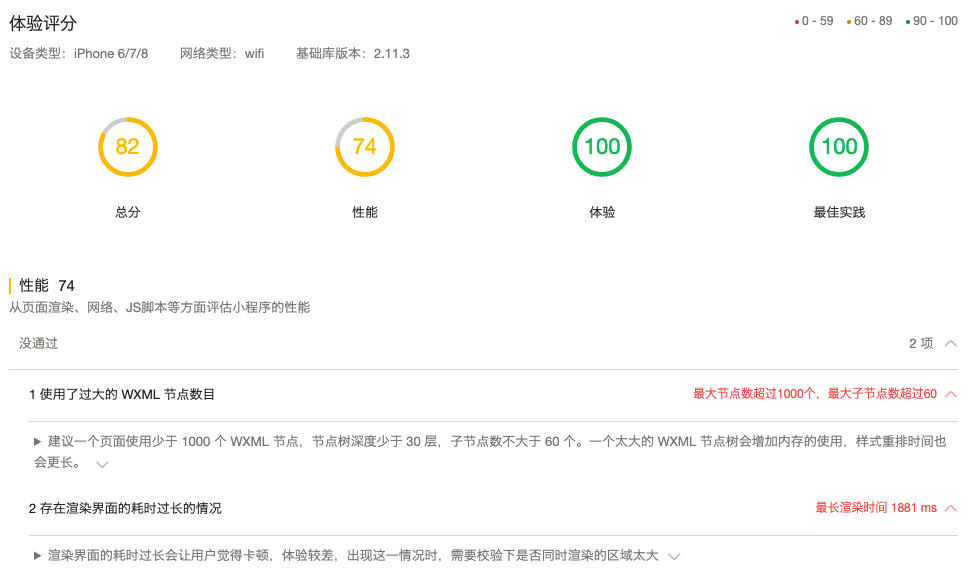 体验评分
0 - 59 60 - 89 90 - 100
设备类型：iPhone 6/7/8 网络类型：wifi 基础库版本：2.11.3
82 74 100 100
总分 性能 体验 最佳实践
性能 74
从页面渲染、网络、JS脚本等方面评估小程序的性能
没通过 2 项
1 使用了过大的 WXML 节点数目 最大节点数超过1000个，最大子节点数超过60
▶ 建议一个页面使用少于 1000 个 WXML 节点，节点树深度少于 30 层，子节点数不大于 60 个。一个太大的 WXML 节点树会增加内存的使用，样式重排时间也
会更长。
2 存在渲染界面的耗时过长的情况 最长渲染时间 1881 ms
▶ 渲染界面的耗时过长会让用户觉得卡顿，体验较差，出现这一情况时，需要校验下是否同时渲染的区域太大